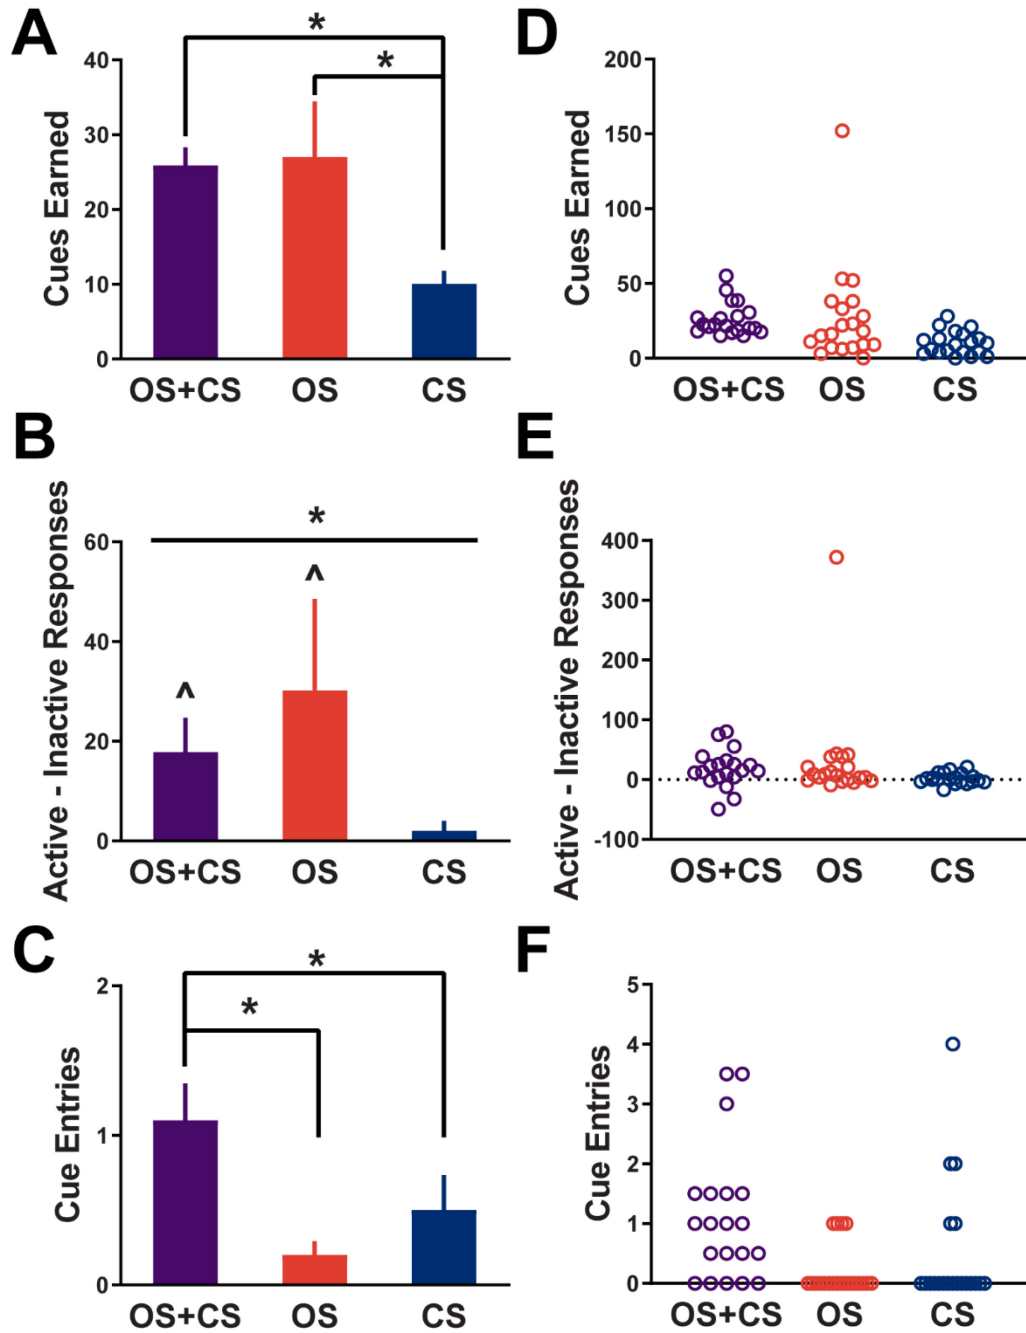 A
Cues Earned
40
30
20
10
0
*
*
OS+CS OS CS
D
Cues Earned
200
150
100
50
0
OS+CS OS CS
B
Active - Inactive Responses
60
40
20
0
*
^
^
OS+CS OS CS
E
Active - Inactive Responses
400
300
200
100
0
-100
OS+CS OS CS
C
Cue Entries
2
1
0
*
*
OS+CS OS CS
F
Cue Entries
5
4
3
2
1
0
OS+CS OS CS